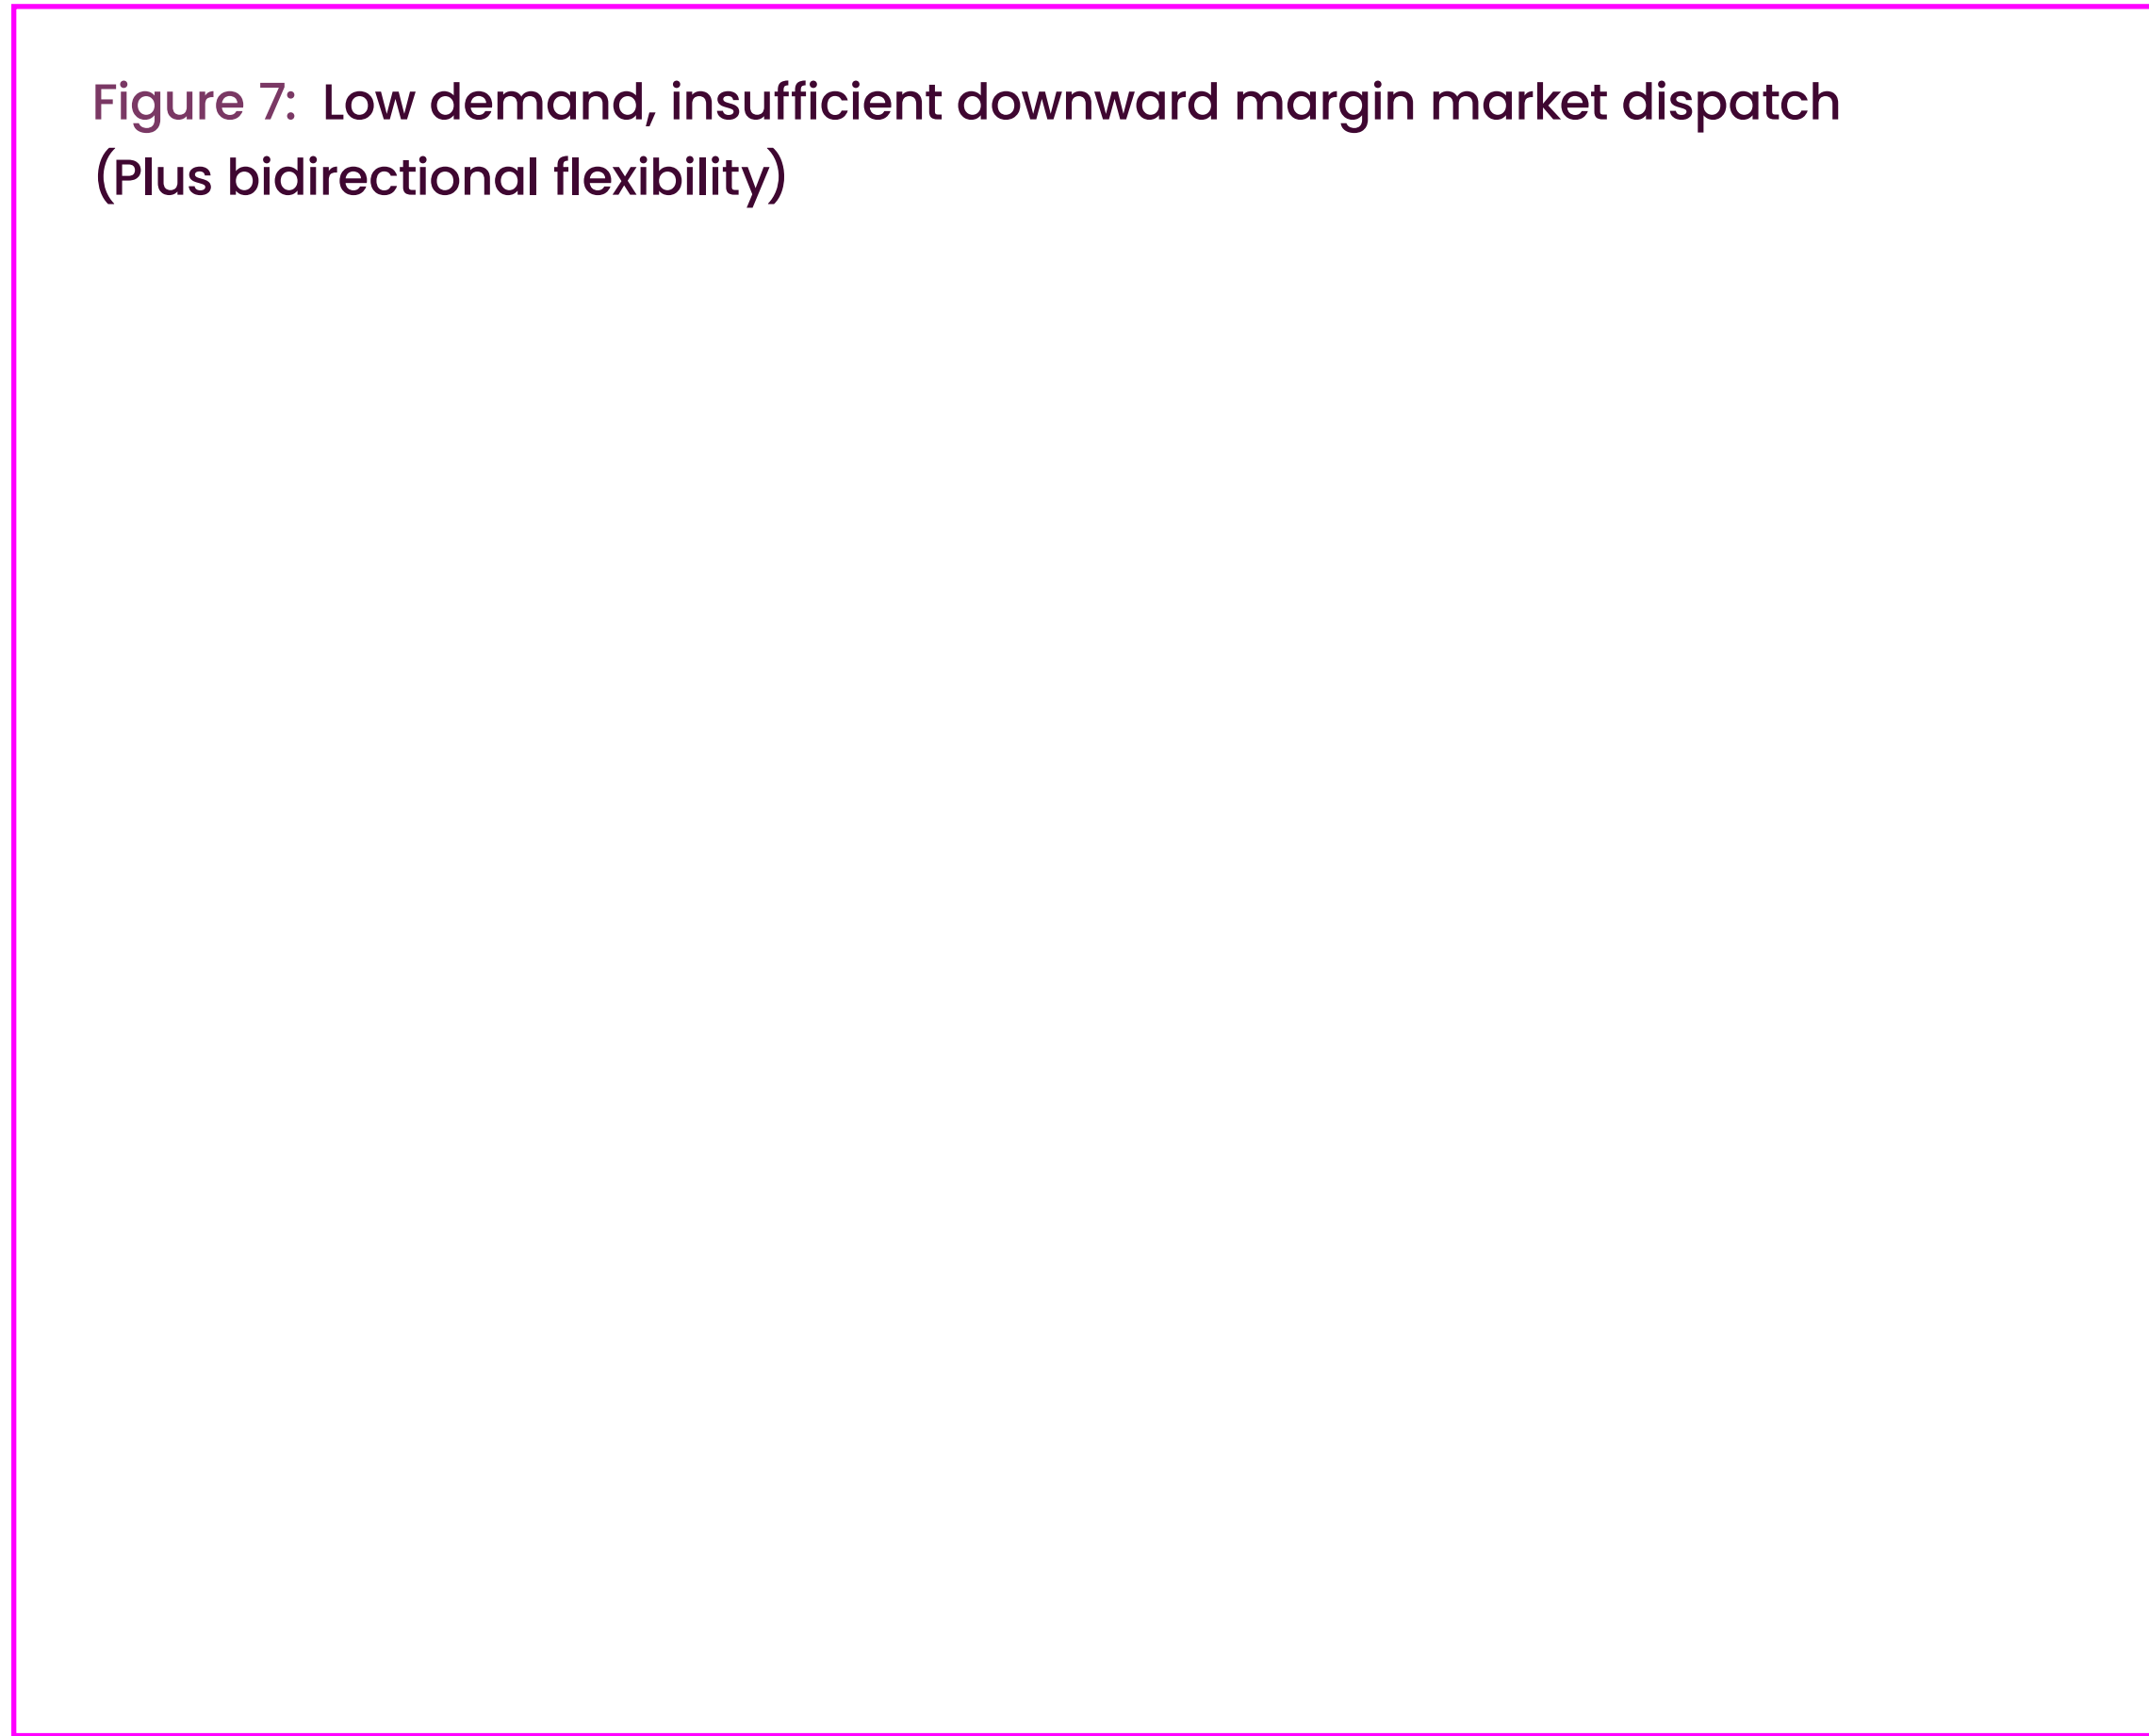 Figure 7: Low demand, insufficient downward margin market dispatch
(Plus bidirectional flexibility)